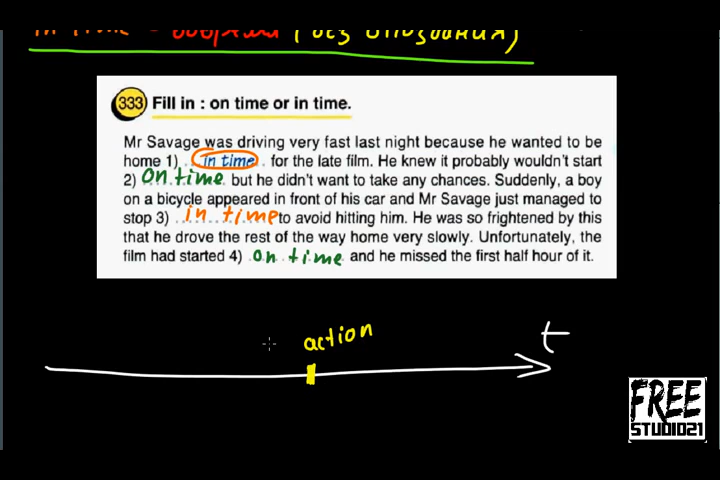 in time - вовремя (без опоздания)
333 Fill in : on time or in time.
Mr Savage was driving very fast last night because he wanted to be
home 1) ..in time.. for the late film. He knew it probably wouldn't start
2) on time but he didn't want to take any chances. Suddenly, a boy
on a bicycle appeared in front of his car and Mr Savage just managed to
stop 3) ...in time to avoid hitting him. He was so frightened by this
that he drove the rest of the way home very slowly. Unfortunately, the
film had started 4) .on time and he missed the first half hour of it.
action
t
FREE
STUDIO21